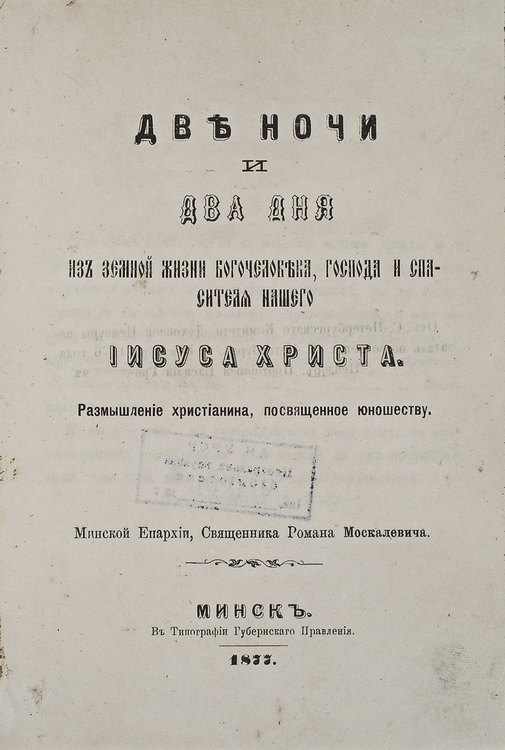 ДВѢ НОЧИ
И
ДВА ДНЯ
ИЗЪ ЗЕМНОЙ ЖИЗНИ БОГОЧЕЛОВѢКА, ГОСПОДА И СПА-
СИТЕЛЯ НАШЕГО
ІИСУСА ХРИСТА.
Размышленіе христіанина, посвященное юношеству.
Минской Епархіи, Священника Романа Москалевича.
МИНСКЪ.
Въ Типографіи Губернскаго Правленія.
1877.